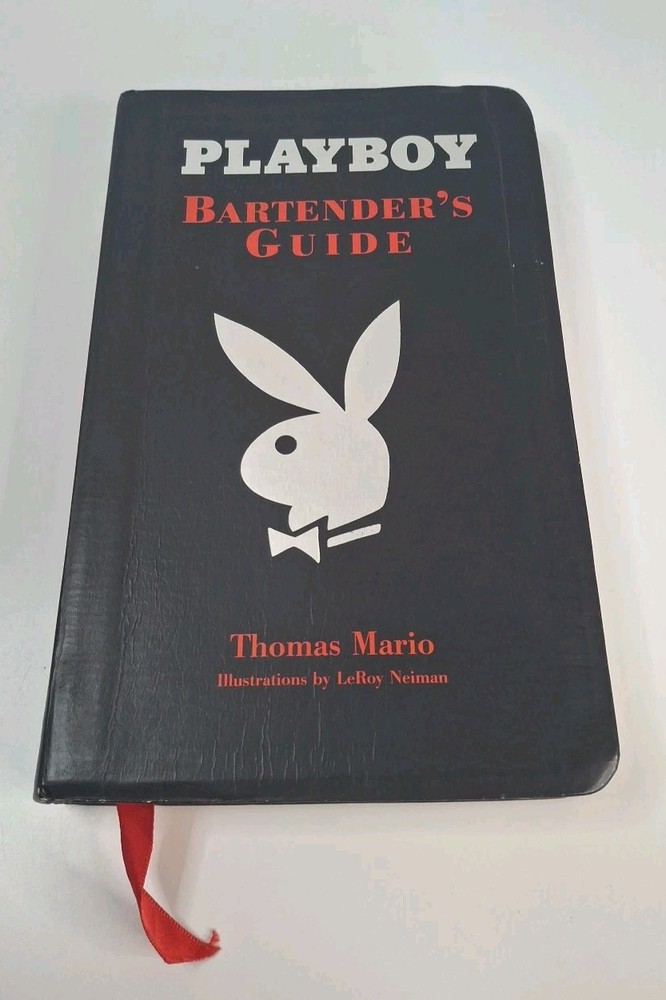 PLAYBOY
BARTENDER'S
GUIDE
Thomas Mario
Illustrations by LeRoy Neiman